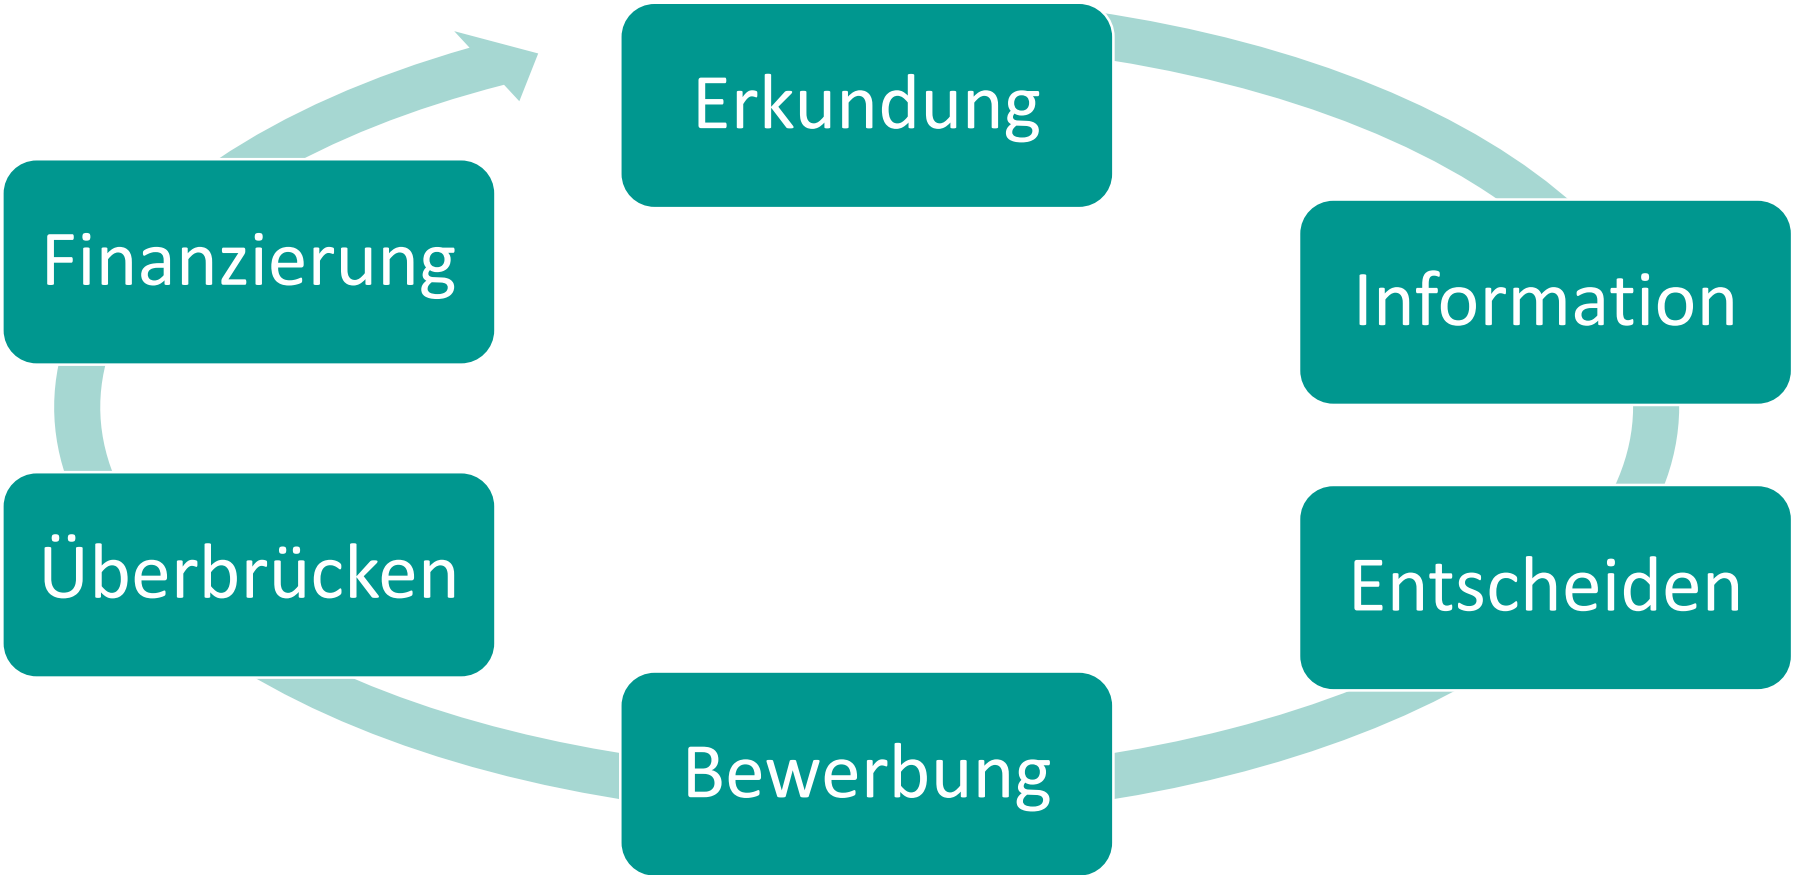 Erkundung
Information
Entscheiden
Bewerbung
Überbrücken
Finanzierung